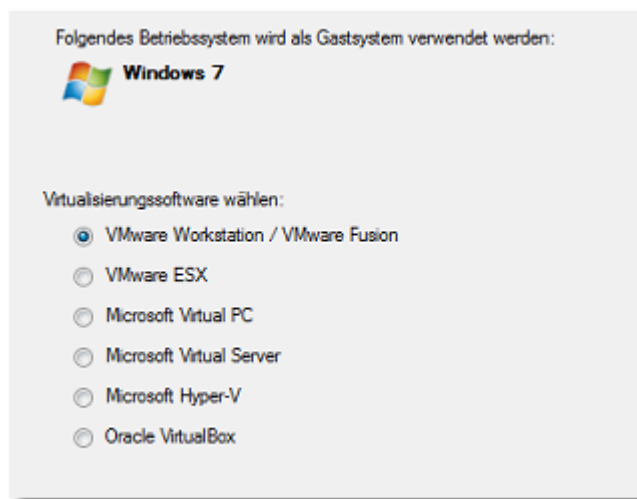 Folgendes Betriebssystem wird als Gastsystem verwendet werden:
Windows 7
Virtualisierungssoftware wählen:
VMware Workstation / VMware Fusion
VMware ESX
Microsoft Virtual PC
Microsoft Virtual Server
Microsoft Hyper-V
Oracle VirtualBox